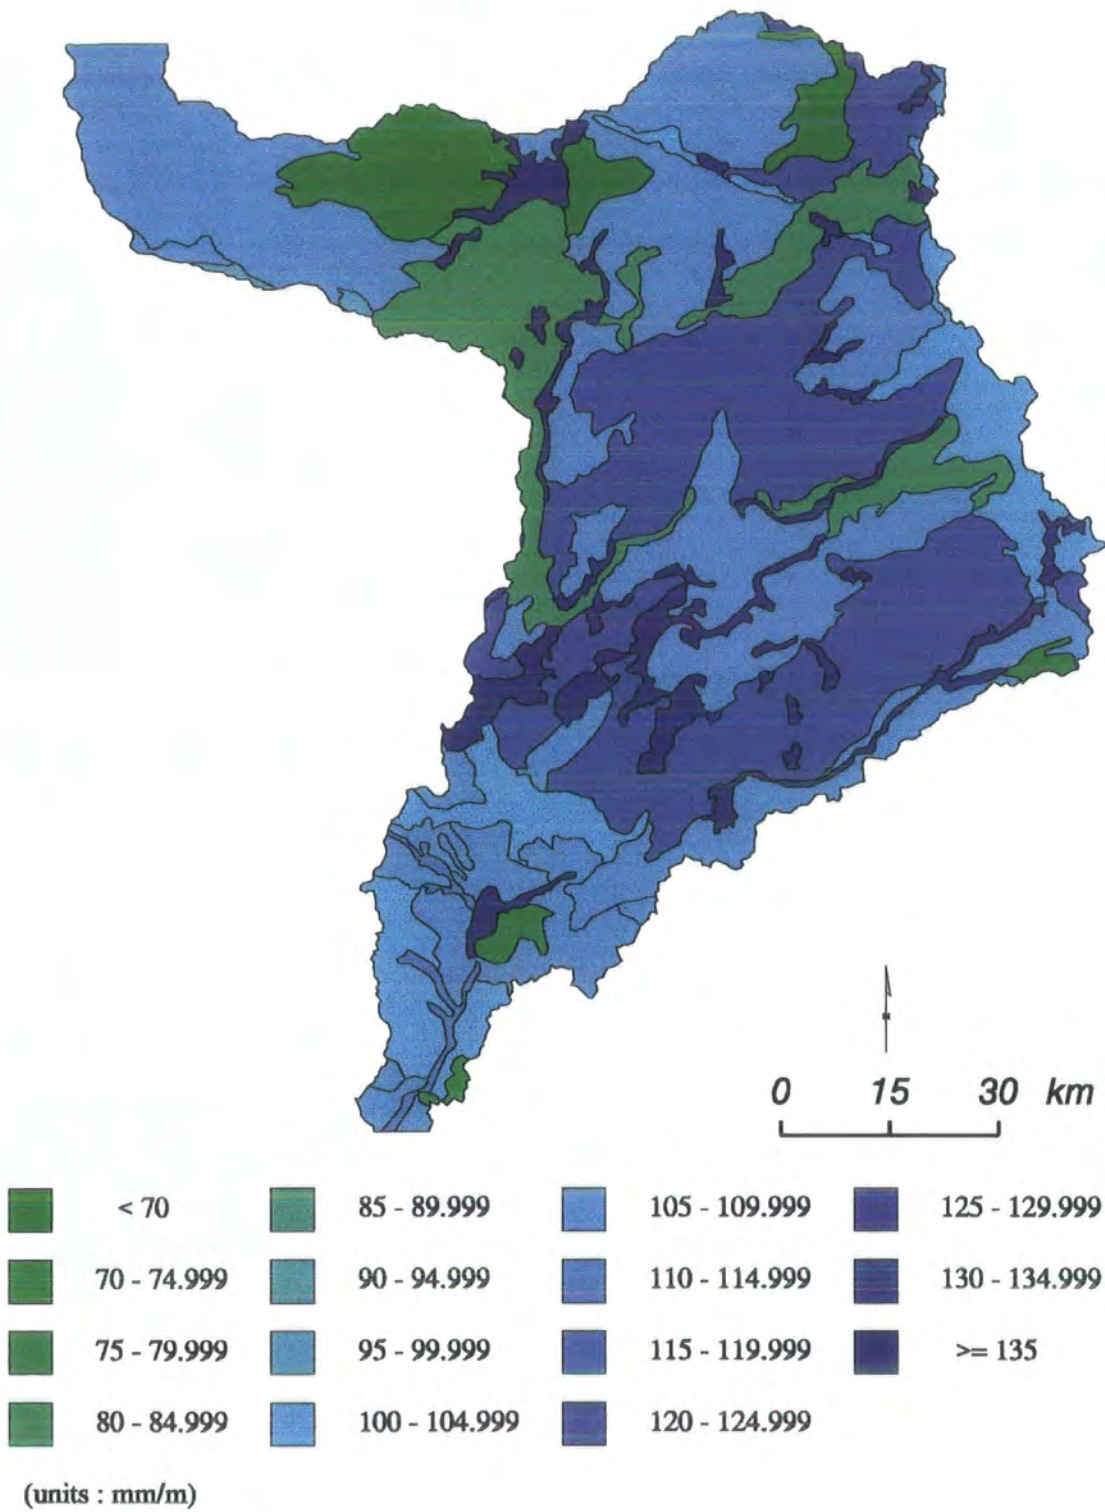 0 15 30 km
< 70 85 - 89.999 105 - 109.999 125 - 129.999
70 - 74.999 90 - 94.999 110 - 114.999 130 - 134.999
75 - 79.999 95 - 99.999 115 - 119.999 >= 135
80 - 84.999 100 - 104.999 120 - 124.999
(units : mm/m)